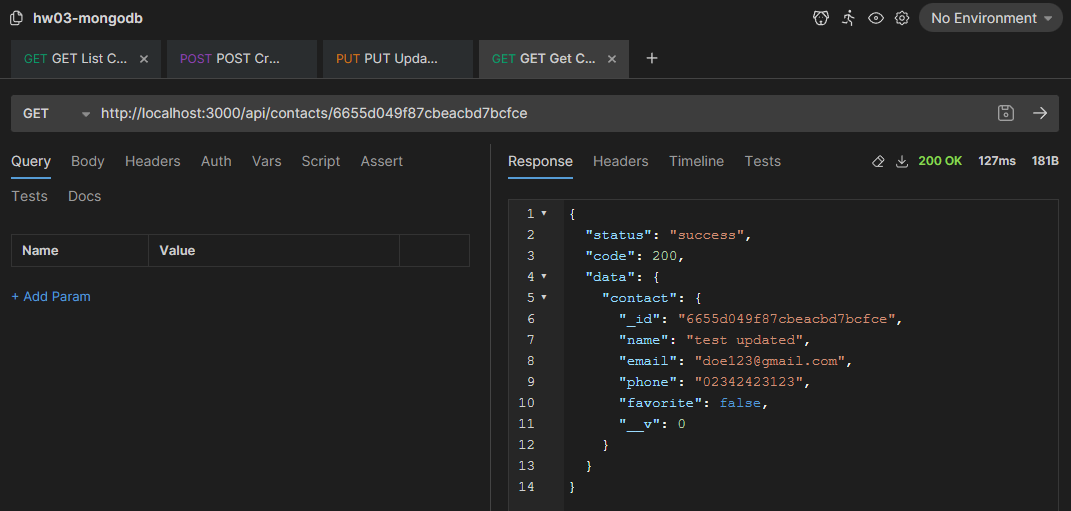 hw03-mongodb
No Environment
GET GET List C...
POST POST Cr...
PUT PUT Upda...
GET GET Get C...
GET http://localhost:3000/api/contacts/6655d049f87cbeacbd7bcfce
Query Body Headers Auth Vars Script Assert
Tests Docs
Name Value
+ Add Param
Response Headers Timeline Tests 200 OK 127ms 181B
1 {
2 "status": "success",
3 "code": 200,
4 "data": {
5 "contact": {
6 "_id": "6655d049f87cbeacbd7bcfce",
7 "name": "test updated",
8 "email": "doe123@gmail.com",
9 "phone": "02342423123",
10 "favorite": false,
11 "__v": 0
12 }
13 }
14 }